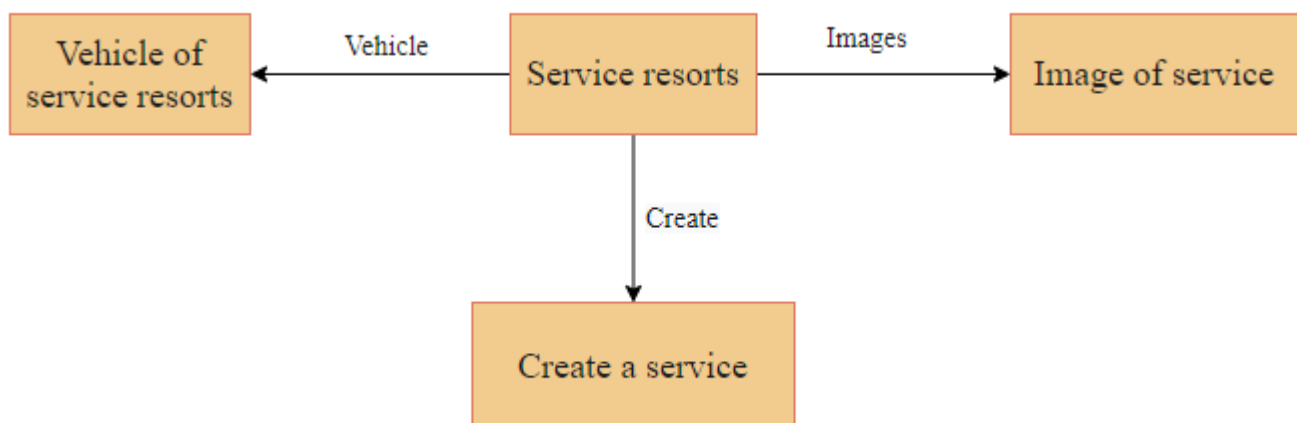 Vehicle of
service resorts
Vehicle
Service resorts
Images
Image of service
Create
Create a service